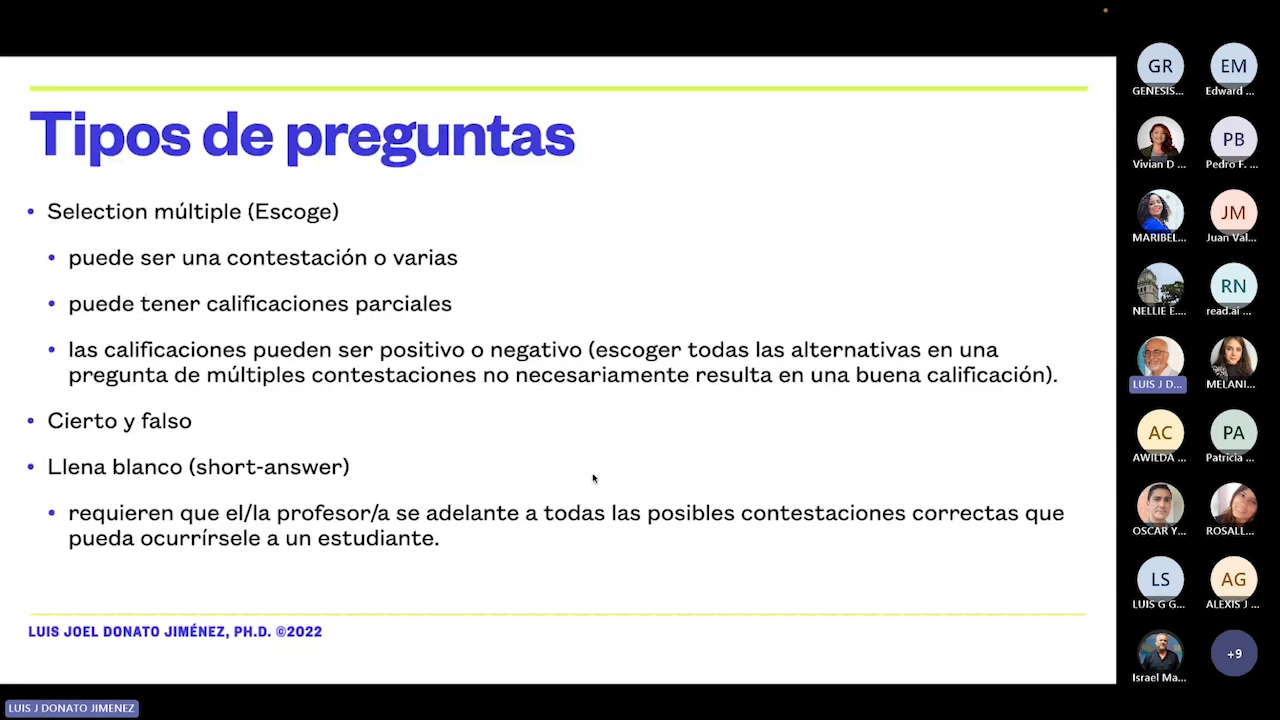 Tipos de preguntas
• Selection múltiple (Escoge)
• puede ser una contestación o varias
• puede tener calificaciones parciales
• las calificaciones pueden ser positivo o negativo (escoger todas las alternativas en una
pregunta de múltiples contestaciones no necesariamente resulta en una buena calificación).
• Cierto y falso
• Llena blanco (short-answer)
• requieren que el/la profesor/a se adelante a todas las posibles contestaciones correctas que
pueda ocurrírsele a un estudiante.
LUIS JOEL DONATO JIMÉNEZ, PH.D. ©2022
LUIS J DONATO JIMENEZ
GR
GENESIS...
EM
Edward ...
Vivian D ...
PB
Pedro F. ...
MARIBEL...
JM
Juan Val...
NELLIE E....
RN
read.ai ...
LUIS J D...
MELANI...
AC
AWILDA ...
PA
Patricia ...
OSCAR Y...
ROSALL...
LS
LUIS G G...
AG
ALEXIS J ...
Israel Ma...
+9